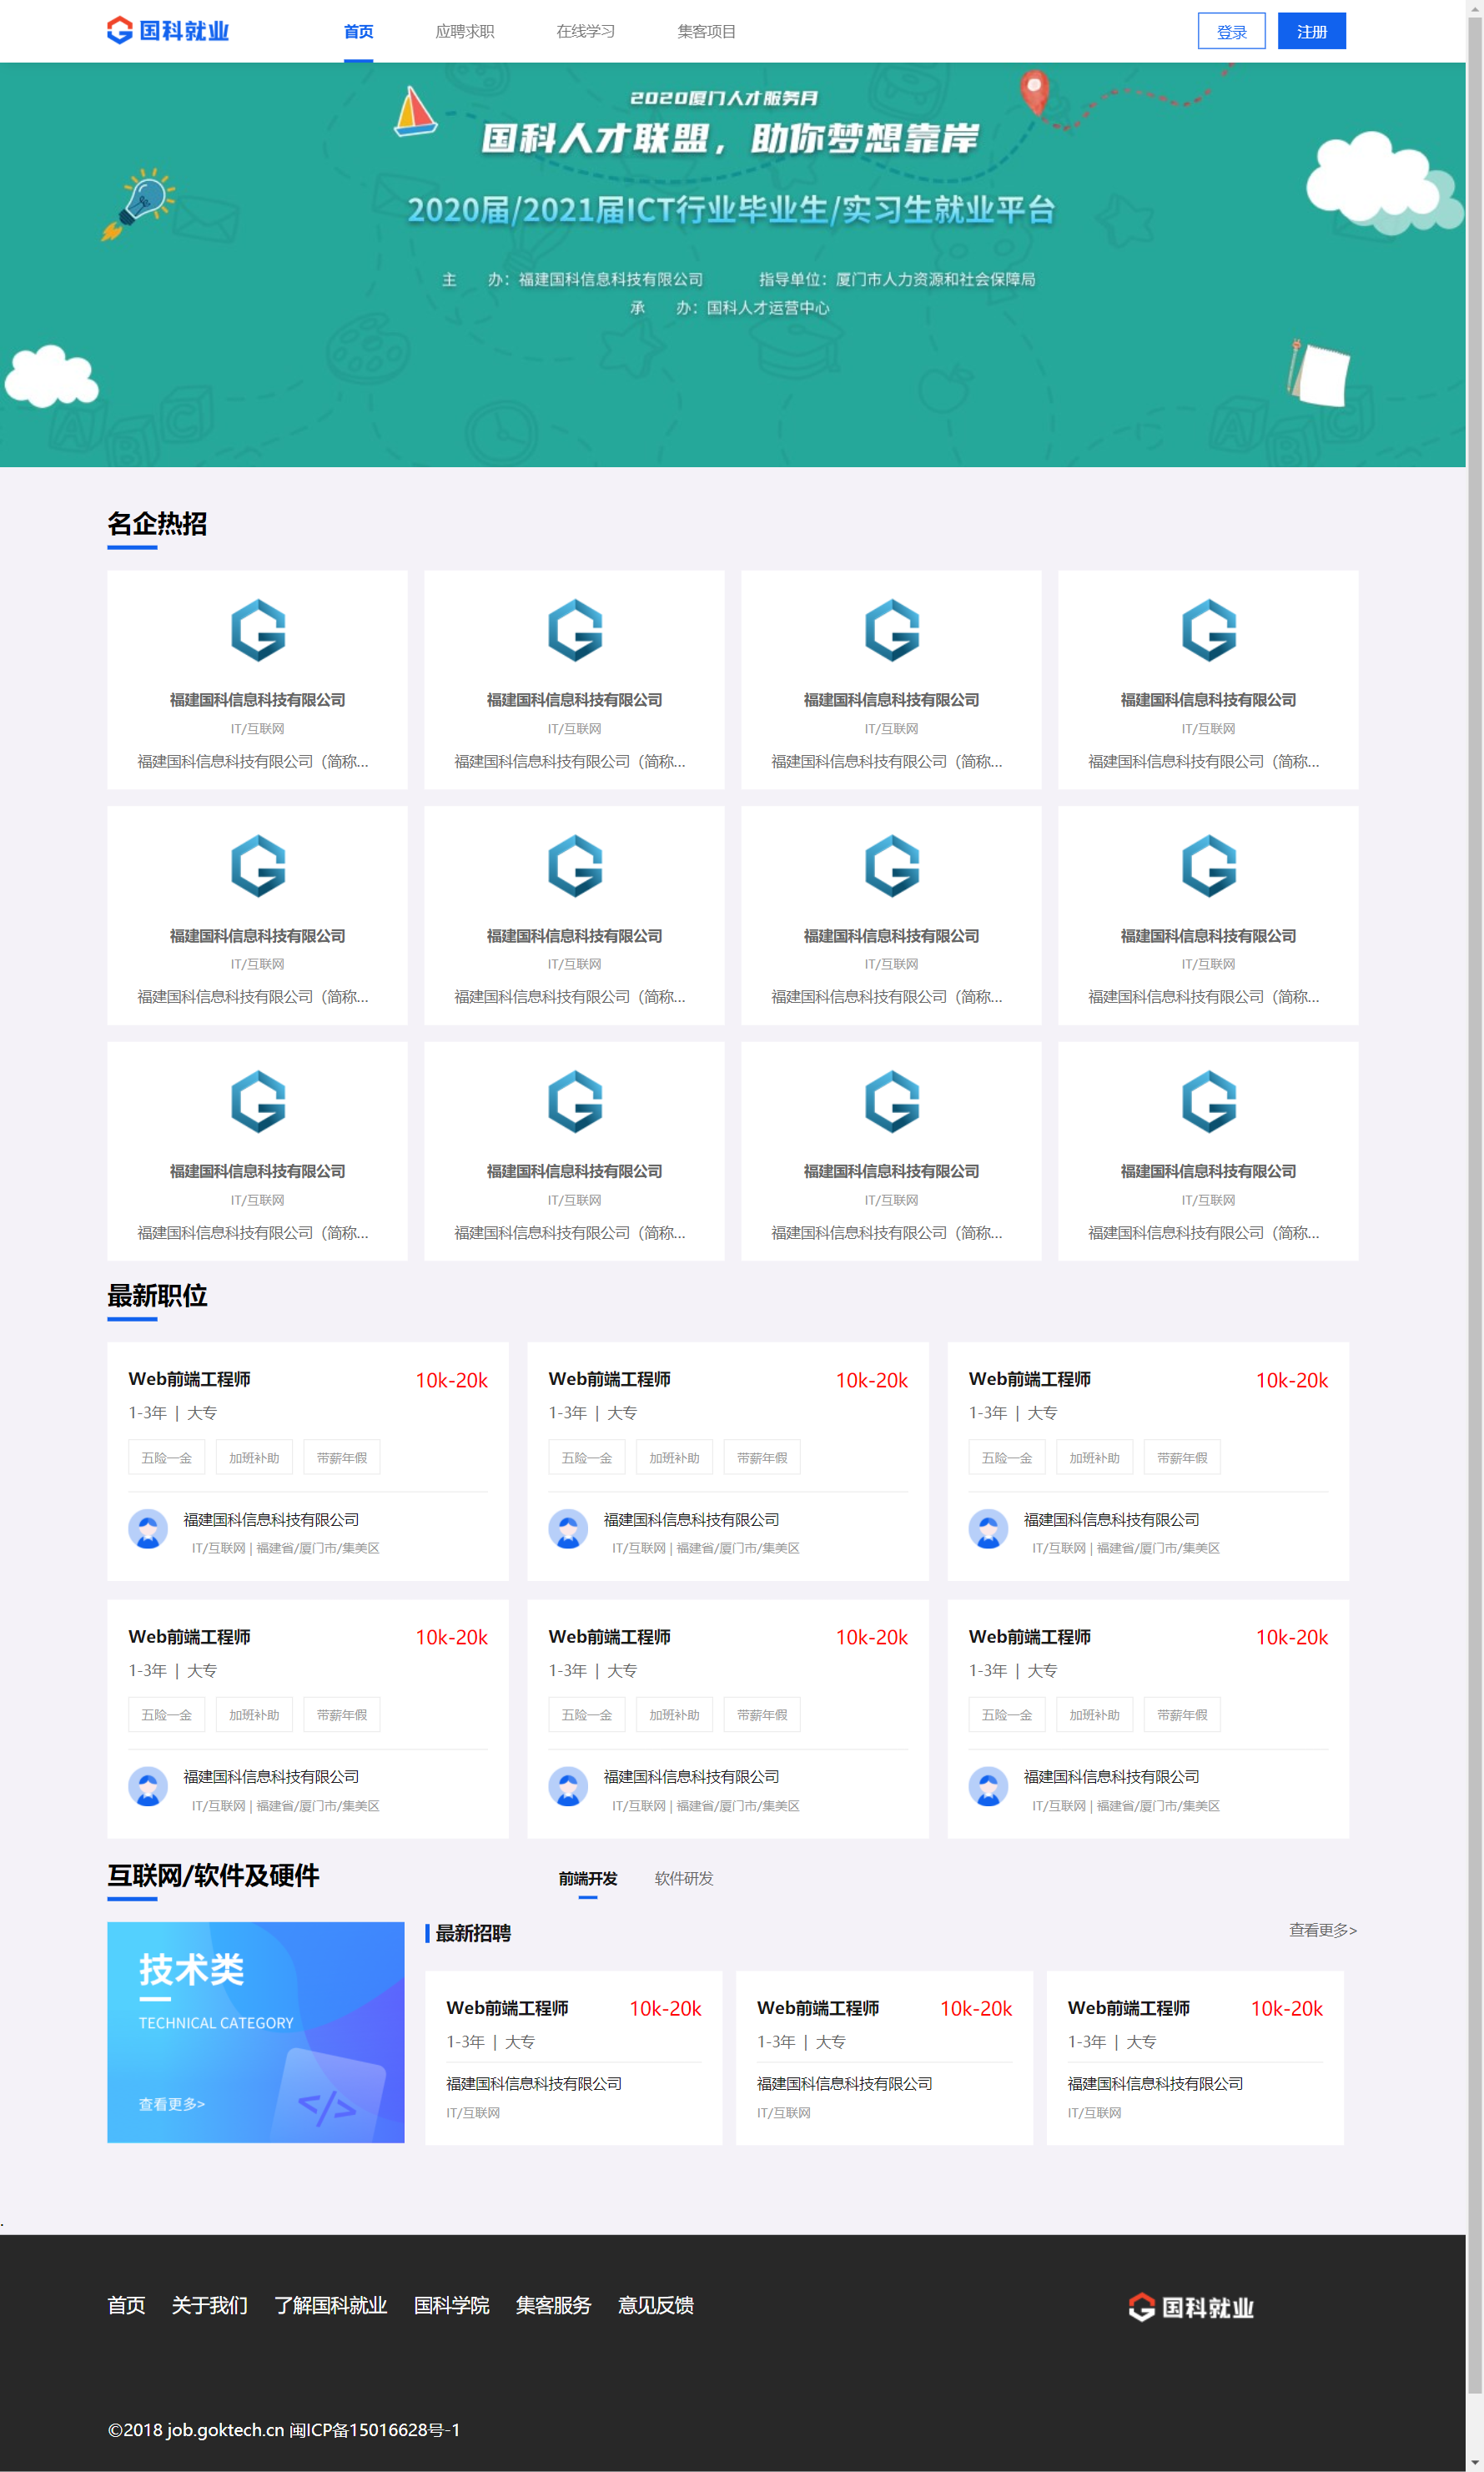 国科就业
首页 应聘求职 在线学习 集客项目 登录 注册
2020厦门人才服务月
国科人才联盟，助你梦想靠岸
2020届/2021届ICT行业毕业生/实习生就业平台
主 办：福建国科信息科技有限公司 指导单位：厦门市人力资源和社会保障局
承 办：国科人才运营中心
A B C A B C
名企热招
福建国科信息科技有限公司 福建国科信息科技有限公司 福建国科信息科技有限公司 福建国科信息科技有限公司
IT/互联网 IT/互联网 IT/互联网 IT/互联网
福建国科信息科技有限公司（简称... 福建国科信息科技有限公司（简称... 福建国科信息科技有限公司（简称... 福建国科信息科技有限公司（简称...
福建国科信息科技有限公司 福建国科信息科技有限公司 福建国科信息科技有限公司 福建国科信息科技有限公司
IT/互联网 IT/互联网 IT/互联网 IT/互联网
福建国科信息科技有限公司（简称... 福建国科信息科技有限公司（简称... 福建国科信息科技有限公司（简称... 福建国科信息科技有限公司（简称...
福建国科信息科技有限公司 福建国科信息科技有限公司 福建国科信息科技有限公司 福建国科信息科技有限公司
IT/互联网 IT/互联网 IT/互联网 IT/互联网
福建国科信息科技有限公司（简称... 福建国科信息科技有限公司（简称... 福建国科信息科技有限公司（简称... 福建国科信息科技有限公司（简称...
最新职位
Web前端工程师 10k-20k Web前端工程师 10k-20k Web前端工程师 10k-20k
1-3年 | 大专 1-3年 | 大专 1-3年 | 大专
五险一金 加班补助 带薪年假 五险一金 加班补助 带薪年假 五险一金 加班补助 带薪年假
福建国科信息科技有限公司 福建国科信息科技有限公司 福建国科信息科技有限公司
IT/互联网 | 福建省/厦门市/集美区 IT/互联网 | 福建省/厦门市/集美区 IT/互联网 | 福建省/厦门市/集美区
Web前端工程师 10k-20k Web前端工程师 10k-20k Web前端工程师 10k-20k
1-3年 | 大专 1-3年 | 大专 1-3年 | 大专
五险一金 加班补助 带薪年假 五险一金 加班补助 带薪年假 五险一金 加班补助 带薪年假
福建国科信息科技有限公司 福建国科信息科技有限公司 福建国科信息科技有限公司
IT/互联网 | 福建省/厦门市/集美区 IT/互联网 | 福建省/厦门市/集美区 IT/互联网 | 福建省/厦门市/集美区
互联网/软件及硬件 前端开发 软件研发
技术类
TECHNICAL CATEGORY
查看更多>
</>
最新招聘 查看更多>
Web前端工程师 10k-20k Web前端工程师 10k-20k Web前端工程师 10k-20k
1-3年 | 大专 1-3年 | 大专 1-3年 | 大专
福建国科信息科技有限公司 福建国科信息科技有限公司 福建国科信息科技有限公司
IT/互联网 IT/互联网 IT/互联网
.
首页 关于我们 了解国科就业 国科学院 集客服务 意见反馈 国科就业
©2018 job.goktech.cn 闽ICP备15016628号-1